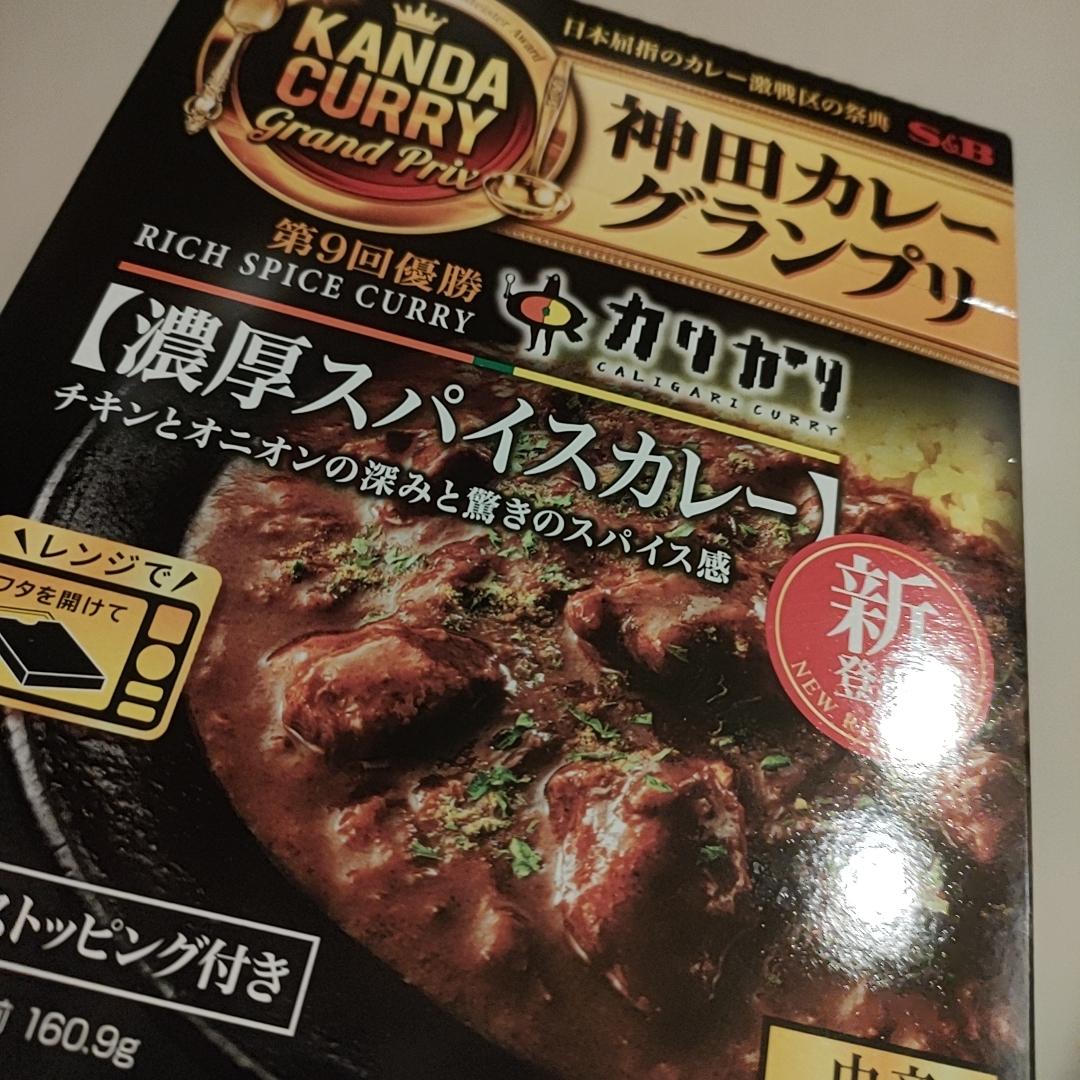 KANDA
CURRY
Grand Prix
日本屈指のカレー激戦区の祭典
S&B
神田カレー
グランプリ
第9回優勝
RICH SPICE CURRY
カリガリ
CALIGARI CURRY
【濃厚スパイスカレー】
チキンとオニオンの深みと驚きのスパイス感
レンジで
フタを開けて
新
登
NEW
トッピング付き
160.9g